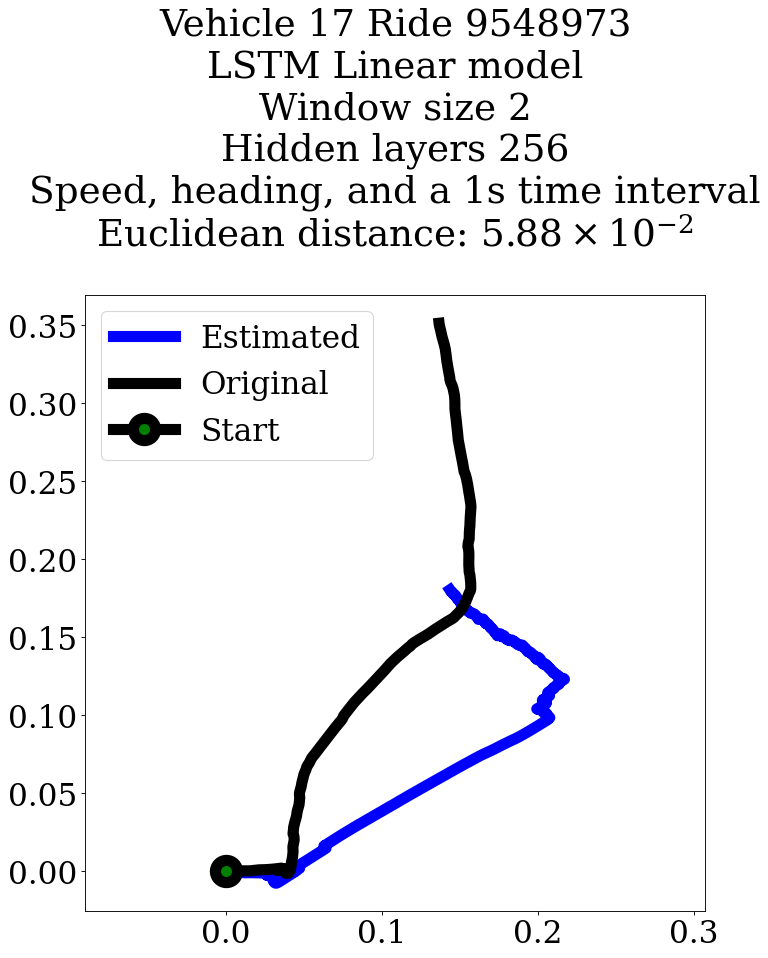 Vehicle 17 Ride 9548973
LSTM Linear model
Window size 2
Hidden layers 256
Speed, heading, and a 1s time interval
Euclidean distance: 5.88 × 10⁻²
Estimated
Original
Start
0.35
0.30
0.25
0.20
0.15
0.10
0.05
0.00
0.0 0.1 0.2 0.3